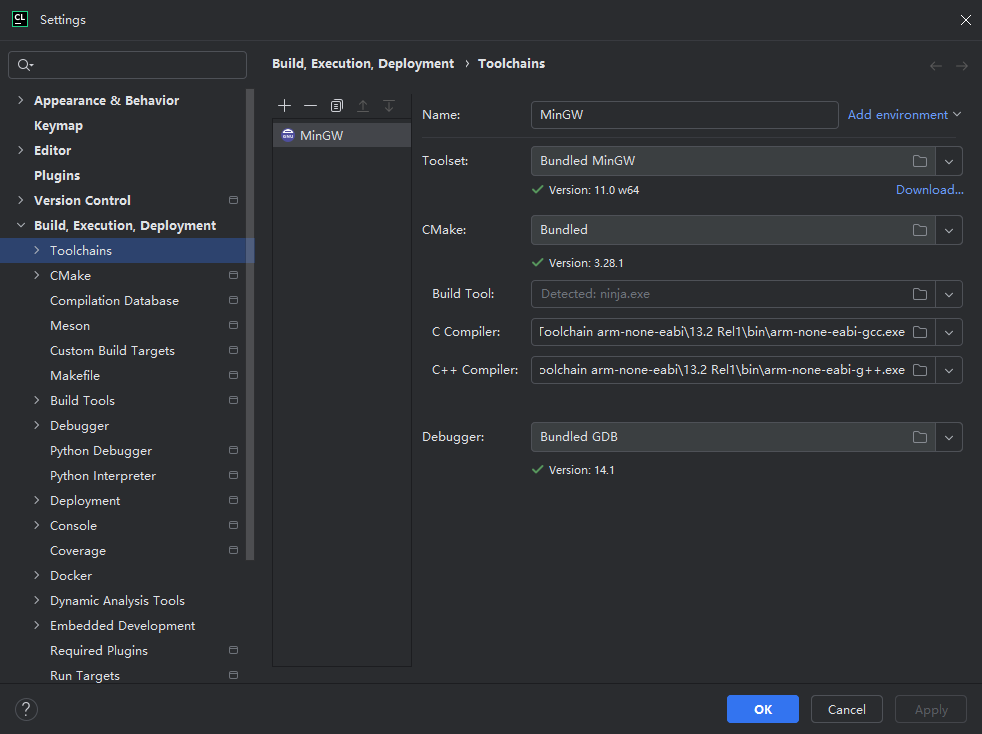 CL Settings
Build, Execution, Deployment › Toolchains
Appearance & Behavior
Keymap
Editor
Plugins
Version Control
Build, Execution, Deployment
Toolchains
CMake
Compilation Database
Meson
Custom Build Targets
Makefile
Build Tools
Debugger
Python Debugger
Python Interpreter
Deployment
Console
Coverage
Docker
Dynamic Analysis Tools
Embedded Development
Required Plugins
Run Targets
MinGW
Name: MinGW Add environment
Toolset: Bundled MinGW
Version: 11.0 w64 Download...
CMake: Bundled
Version: 3.28.1
Build Tool: Detected: ninja.exe
C Compiler: Toolchain arm-none-eabi\13.2 Rel1\bin\arm-none-eabi-gcc.exe
C++ Compiler: oolchain arm-none-eabi\13.2 Rel1\bin\arm-none-eabi-g++.exe
Debugger: Bundled GDB
Version: 14.1
? OK Cancel Apply